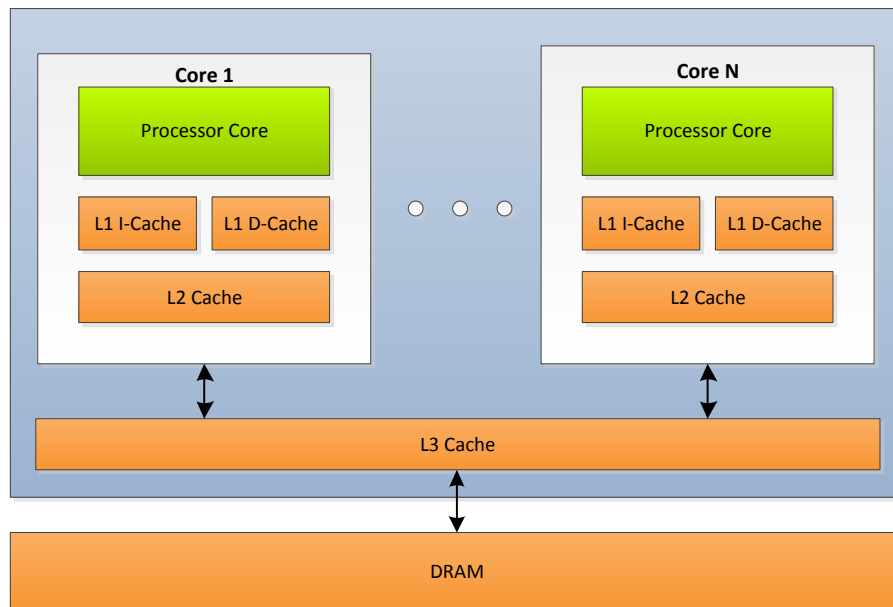 Core 1
Processor Core
L1 I-Cache
L1 D-Cache
L2 Cache
Core N
Processor Core
L1 I-Cache
L1 D-Cache
L2 Cache
L3 Cache
DRAM